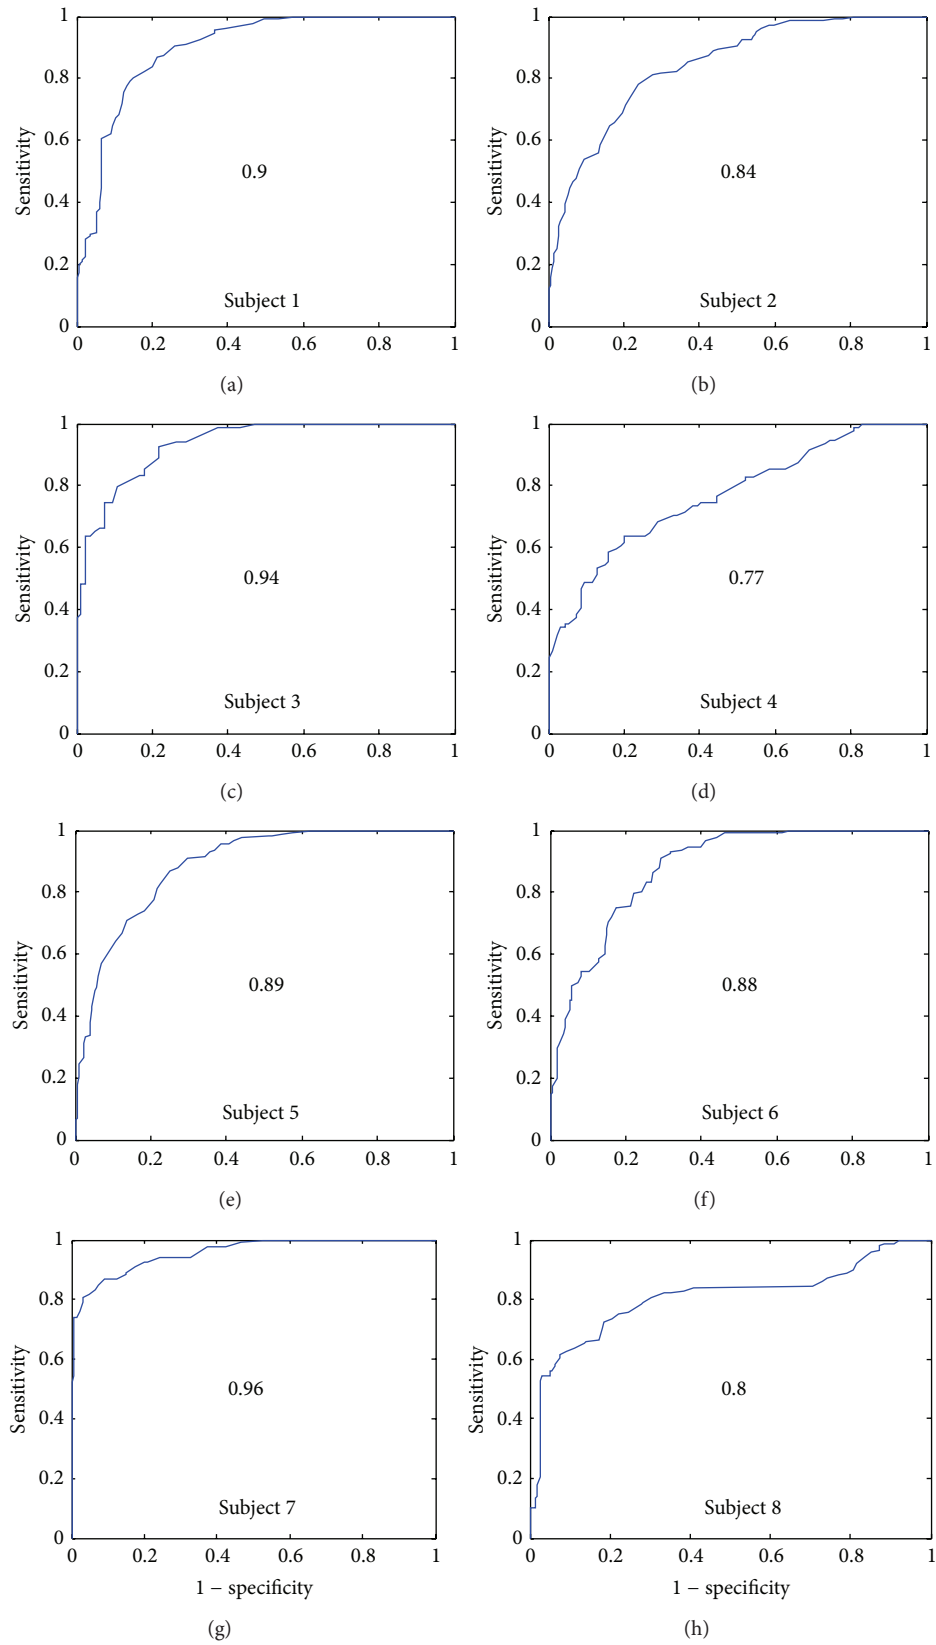 1
0.8
0.6
0.4
0.2
0
Sensitivity
0.9
Subject 1
0 0.2 0.4 0.6 0.8 1
(a)
1
0.8
0.6
0.4
0.2
0
Sensitivity
0.84
Subject 2
0 0.2 0.4 0.6 0.8 1
(b)
1
0.8
0.6
0.4
0.2
0
Sensitivity
0.94
Subject 3
0 0.2 0.4 0.6 0.8 1
(c)
1
0.8
0.6
0.4
0.2
0
Sensitivity
0.77
Subject 4
0 0.2 0.4 0.6 0.8 1
(d)
1
0.8
0.6
0.4
0.2
0
Sensitivity
0.89
Subject 5
0 0.2 0.4 0.6 0.8 1
(e)
1
0.8
0.6
0.4
0.2
0
Sensitivity
0.88
Subject 6
0 0.2 0.4 0.6 0.8 1
(f)
1
0.8
0.6
0.4
0.2
0
Sensitivity
0.96
Subject 7
0 0.2 0.4 0.6 0.8 1
1 − specificity
(g)
1
0.8
0.6
0.4
0.2
0
Sensitivity
0.8
Subject 8
0 0.2 0.4 0.6 0.8 1
1 − specificity
(h)